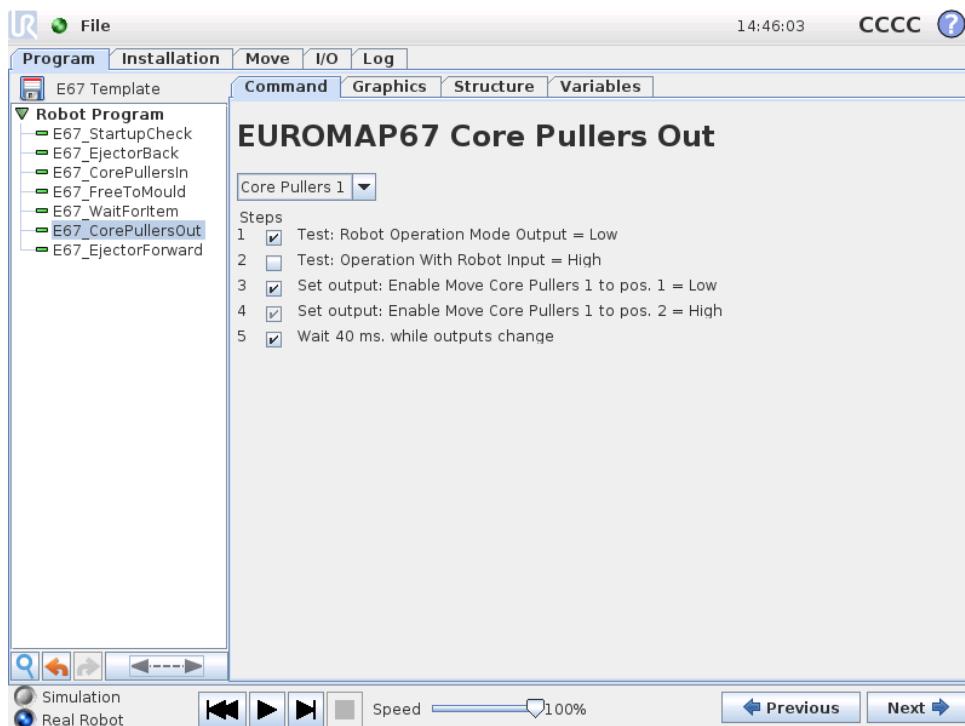 UR File 14:46:03 CCCC ?
Program Installation Move I/O Log
E67 Template Command Graphics Structure Variables
Robot Program
E67_StartupCheck
E67_EjectorBack
E67_CorePullersIn
E67_FreeToMould
E67_WaitForItem
E67_CorePullersOut
E67_EjectorForward
EUROMAP67 Core Pullers Out
Core Pullers 1
Steps
1 Test: Robot Operation Mode Output = Low
2 Test: Operation With Robot Input = High
3 Set output: Enable Move Core Pullers 1 to pos. 1 = Low
4 Set output: Enable Move Core Pullers 1 to pos. 2 = High
5 Wait 40 ms. while outputs change
Simulation
Real Robot
Speed 100% Previous Next